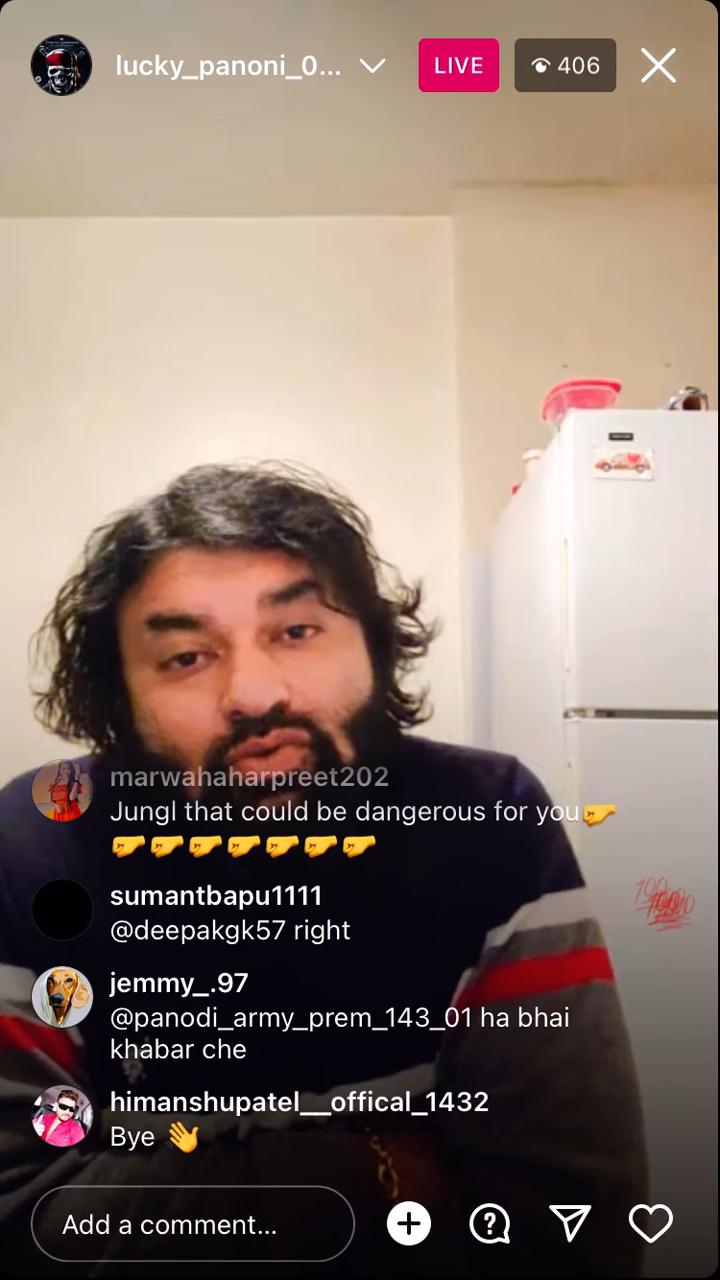 lucky_panoni_0...
LIVE
406
marwahaharpreet202
Jungl that could be dangerous for you🤛
🤛🤛🤛🤛🤛🤛🤛
sumantbapu1111
@deepakgk57 right
jemmy_.97
@panodi_army_prem_143_01 ha bhai
khabar che
himanshupatel__offical_1432
Bye 👋
Add a comment...